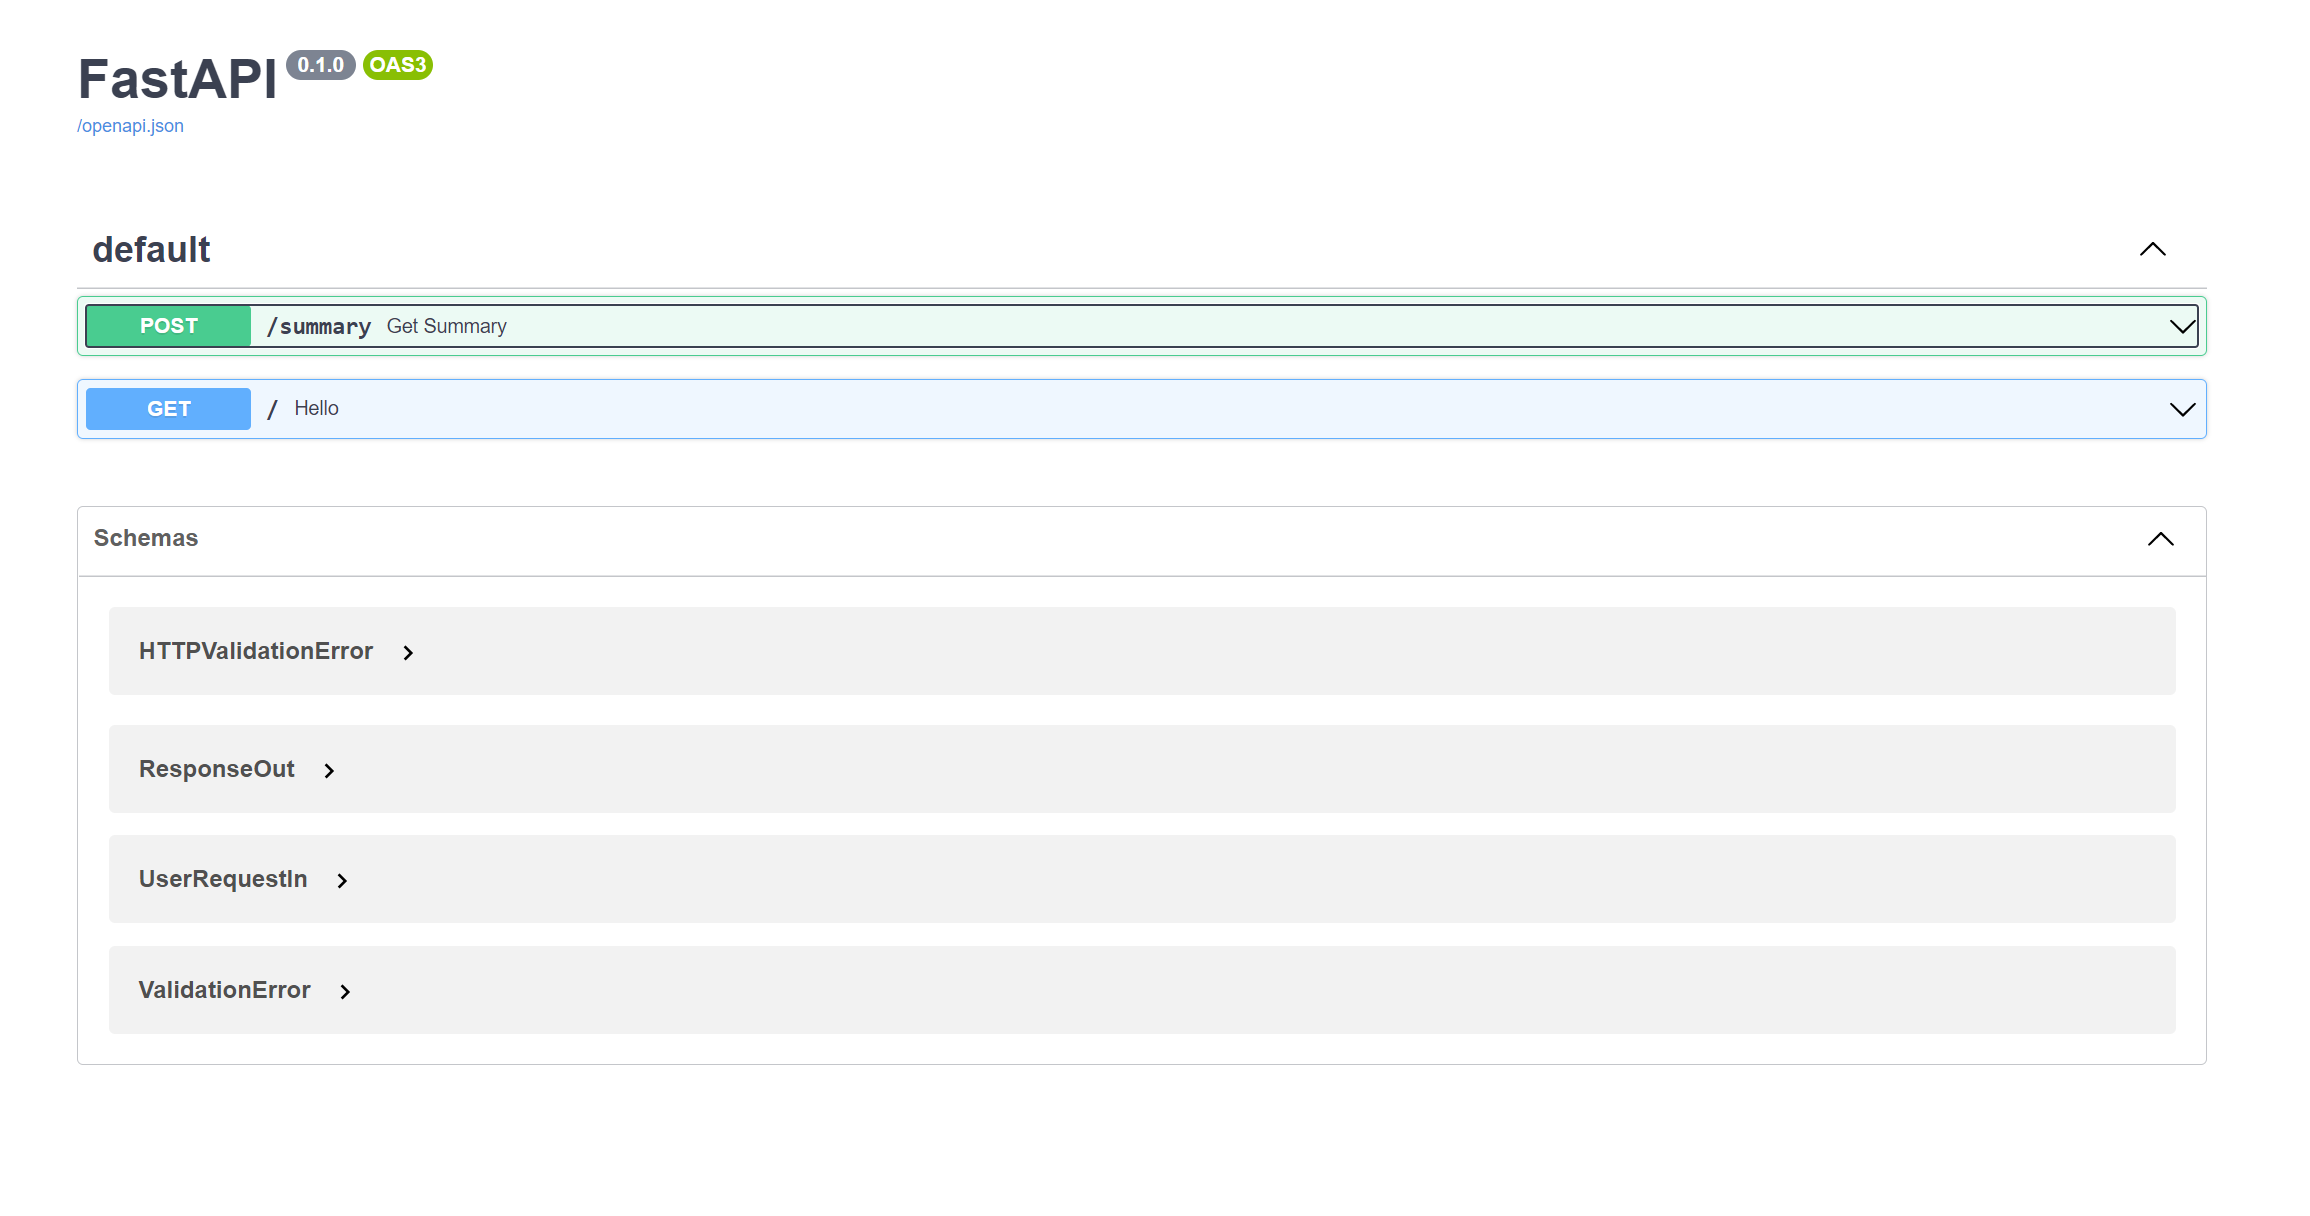 FastAPI 0.1.0 OAS3
/openapi.json
default
POST /summary Get Summary
GET / Hello
Schemas
HTTPValidationError
ResponseOut
UserRequestIn
ValidationError